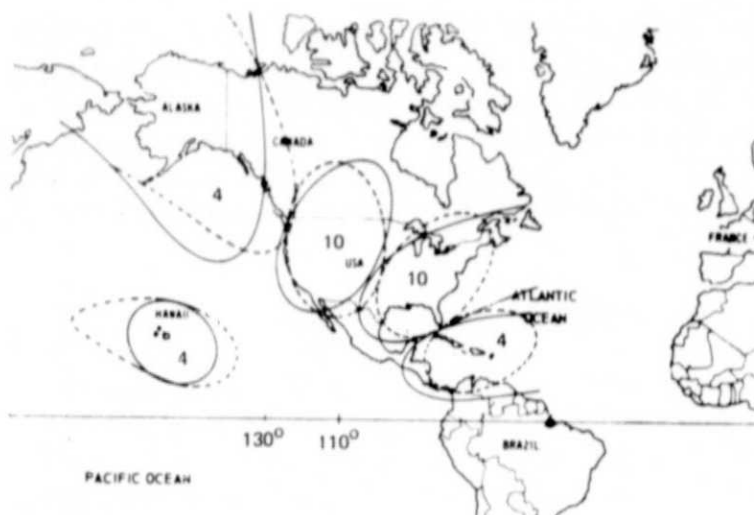 ALASKA
CANADA
4
10
USA
FRANCE
10
ATLANTIC
OCEAN
HAWAII
4
4
130° 110°
BRAZIL
PACIFIC OCEAN